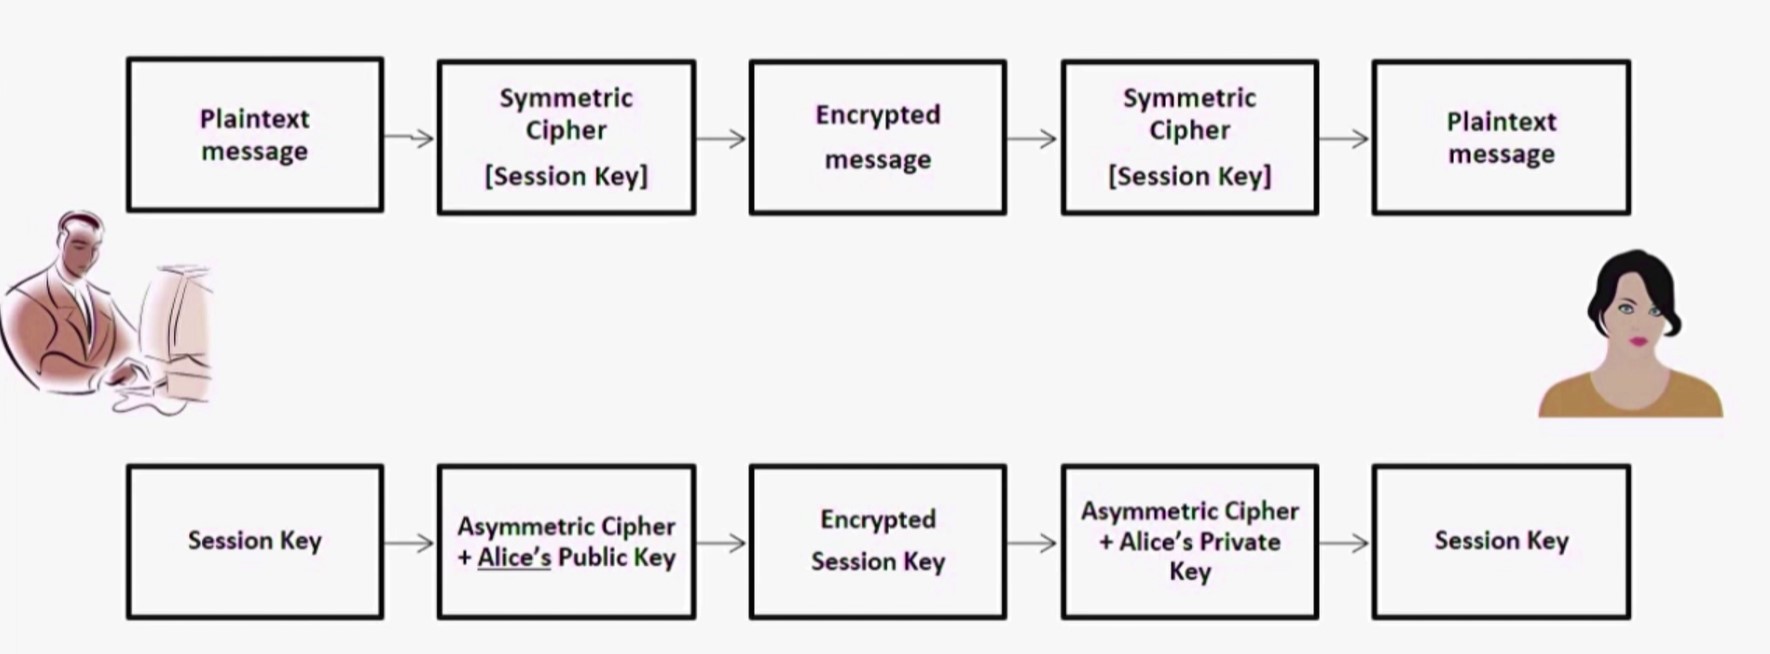 Plaintext
message
Symmetric
Cipher
[Session Key]
Encrypted
message
Symmetric
Cipher
[Session Key]
Plaintext
message
Session Key
Asymmetric Cipher
+ Alice's Public Key
Encrypted
Session Key
Asymmetric Cipher
+ Alice's Private
Key
Session Key